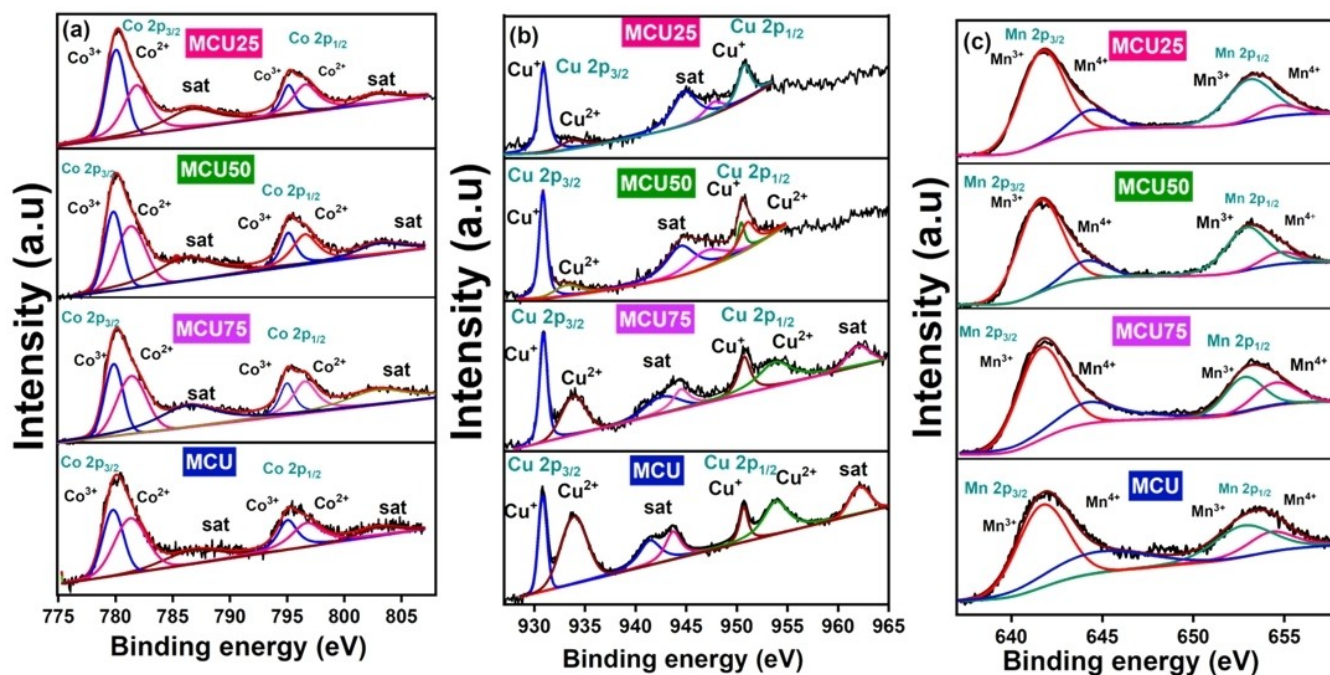 Intensity (a.u)
(a)
Co 2p3/2
MCU25
Co3+
Co2+
Co 2p1/2
sat
Co3+
Co2+
sat
Co 2p3/2
MCU50
Co3+
Co2+
Co 2p1/2
Co3+
Co2+
sat
sat
Co 2p3/2
MCU75
Co3+
Co2+
Co 2p1/2
sat
Co3+
Co2+
sat
Co 2p3/2
MCU
Co3+
Co2+
Co 2p1/2
sat
Co3+
Co2+
sat
775 780 785 790 795 800 805
Binding energy (eV)
Intensity (a.u)
(b)
MCU25
Cu+
Cu 2p3/2
Cu 2p1/2
Cu+
sat
Cu2+
Cu 2p3/2
MCU50
Cu 2p1/2
Cu+
Cu+
Cu2+
sat
Cu2+
Cu 2p3/2
MCU75
Cu 2p1/2
Cu+
Cu2+
sat
Cu+
Cu2+
sat
Cu 2p3/2
MCU
Cu 2p1/2
Cu+
Cu2+
sat
Cu+
Cu2+
sat
930 935 940 945 950 955 960 965
Binding energy (eV)
Intensity (a.u)
(c)
Mn 2p3/2
MCU25
Mn3+
Mn4+
Mn 2p1/2
Mn3+
Mn4+
Mn 2p3/2
MCU50
Mn 2p1/2
Mn3+
Mn4+
Mn3+
Mn4+
Mn 2p3/2
MCU75
Mn 2p1/2
Mn3+
Mn4+
Mn3+
Mn4+
Mn 2p3/2
MCU
Mn 2p1/2
Mn3+
Mn4+
Mn3+
Mn4+
640 645 650 655
Binding energy (eV)